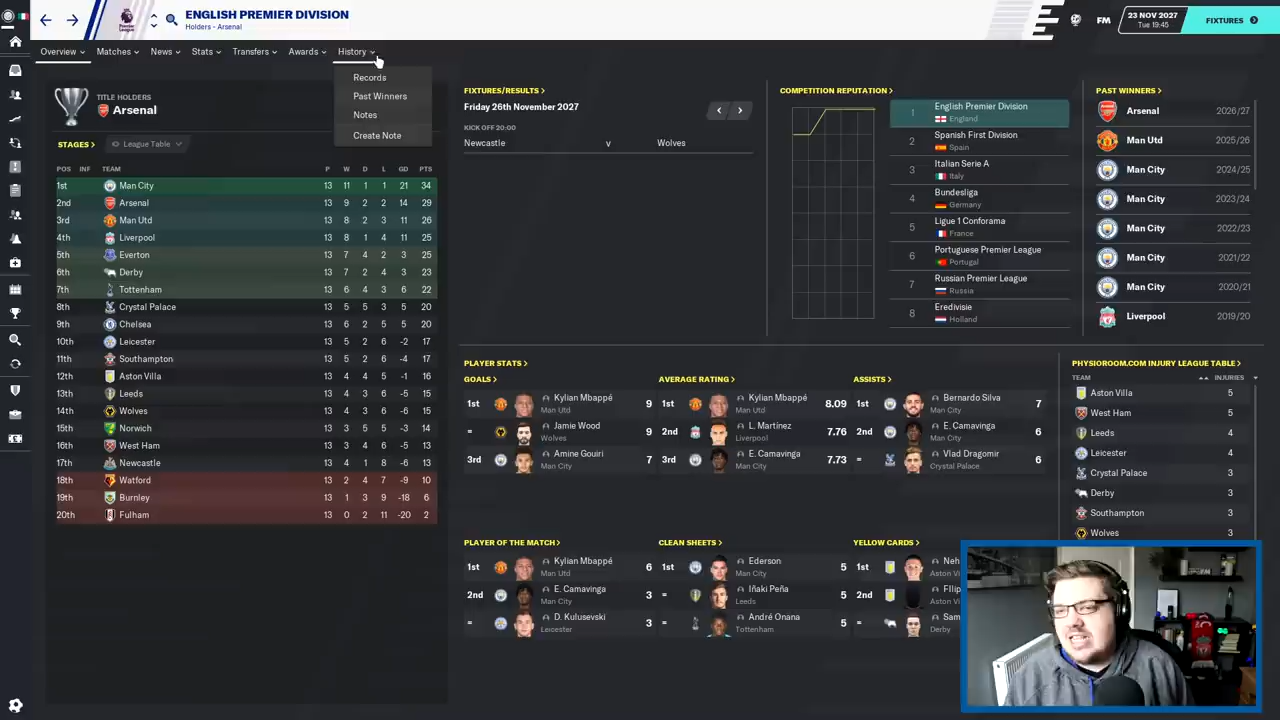 ENGLISH PREMIER DIVISION
Holders - Arsenal
FM
23 NOV 2027
Tue 19:45
FIXTURES
Overview
Matches
News
Stats
Transfers
Awards
History
Records
Past Winners
Notes
Create Note
TITLE HOLDERS
Arsenal
STAGES >
League Table
POS INF TEAM P W D L GD PTS
1st Man City 13 11 1 1 21 34
2nd Arsenal 13 9 2 2 14 29
3rd Man Utd 13 8 2 3 11 26
4th Liverpool 13 8 1 4 11 25
5th Everton 13 7 4 2 3 25
6th Derby 13 7 2 4 3 23
7th Tottenham 13 6 4 3 6 22
8th Crystal Palace 13 5 5 3 5 20
9th Chelsea 13 6 2 5 5 20
10th Leicester 13 5 2 6 -2 17
11th Southampton 13 5 2 6 -4 17
12th Aston Villa 13 4 4 5 -1 16
13th Leeds 13 4 3 6 -5 15
14th Wolves 13 4 3 6 -6 15
15th Norwich 13 3 5 5 -3 14
16th West Ham 13 3 4 6 -5 13
17th Newcastle 13 4 1 8 -6 13
18th Watford 13 2 4 7 -9 10
19th Burnley 13 1 3 9 -18 6
20th Fulham 13 0 2 11 -20 2
FIXTURES/RESULTS >
Friday 26th November 2027
KICK OFF 20:00
Newcastle v Wolves
COMPETITION REPUTATION >
1 English Premier Division
England
2 Spanish First Division
Spain
3 Italian Serie A
Italy
4 Bundesliga
Germany
5 Ligue 1 Conforama
France
6 Portuguese Premier League
Portugal
7 Russian Premier League
Russia
8 Eredivisie
Holland
PAST WINNERS >
Arsenal 2026/27
Man Utd 2025/26
Man City 2024/25
Man City 2023/24
Man City 2022/23
Man City 2021/22
Man City 2020/21
Liverpool 2019/20
PLAYER STATS >
GOALS >
1st Kylian Mbappé 9
Man Utd
= Jamie Wood 9
Wolves
3rd Amine Gouiri 7
Man City
AVERAGE RATING >
1st Kylian Mbappé 8.09
Man Utd
2nd L. Martínez 7.76
Liverpool
3rd E. Camavinga 7.73
Man City
ASSISTS >
1st Bernardo Silva 7
Man City
2nd E. Camavinga 6
Man City
= Vlad Dragomir 6
Crystal Palace
PLAYER OF THE MATCH >
1st Kylian Mbappé 6
Man Utd
2nd E. Camavinga 3
Man City
= D. Kulusevski 3
Leicester
CLEAN SHEETS >
1st Ederson 5
Man City
= Iñaki Peña 5
Leeds
= André Onana 5
Tottenham
YELLOW CARDS >
1st Neh
Aston Vi
2nd FIlip
Aston Vi
= Sam
Derby
PHYSIOROOM.COM INJURY LEAGUE TABLE >
TEAM INJURIES
Aston Villa 5
West Ham 5
Leeds 4
Leicester 4
Crystal Palace 3
Derby 3
Southampton 3
Wolves 3